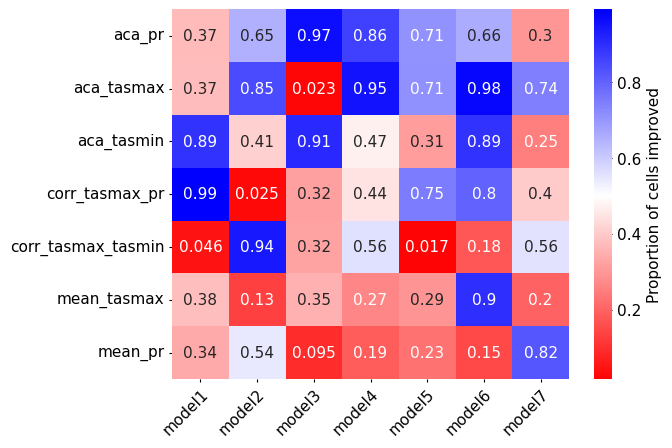 aca_pr 0.37 0.65 0.97 0.86 0.71 0.66 0.3
aca_tasmax 0.37 0.85 0.023 0.95 0.71 0.98 0.74
aca_tasmin 0.89 0.41 0.91 0.47 0.31 0.89 0.25
corr_tasmax_pr 0.99 0.025 0.32 0.44 0.75 0.8 0.4
corr_tasmax_tasmin 0.046 0.94 0.32 0.56 0.017 0.18 0.56
mean_tasmax 0.38 0.13 0.35 0.27 0.29 0.9 0.2
mean_pr 0.34 0.54 0.095 0.19 0.23 0.15 0.82
model1 model2 model3 model4 model5 model6 model7
0.8
0.6
0.4
0.2
Proportion of cells improved